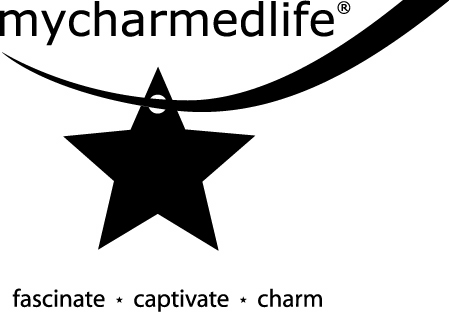 mycharmedlife®
fascinate ⋆ captivate ⋆ charm